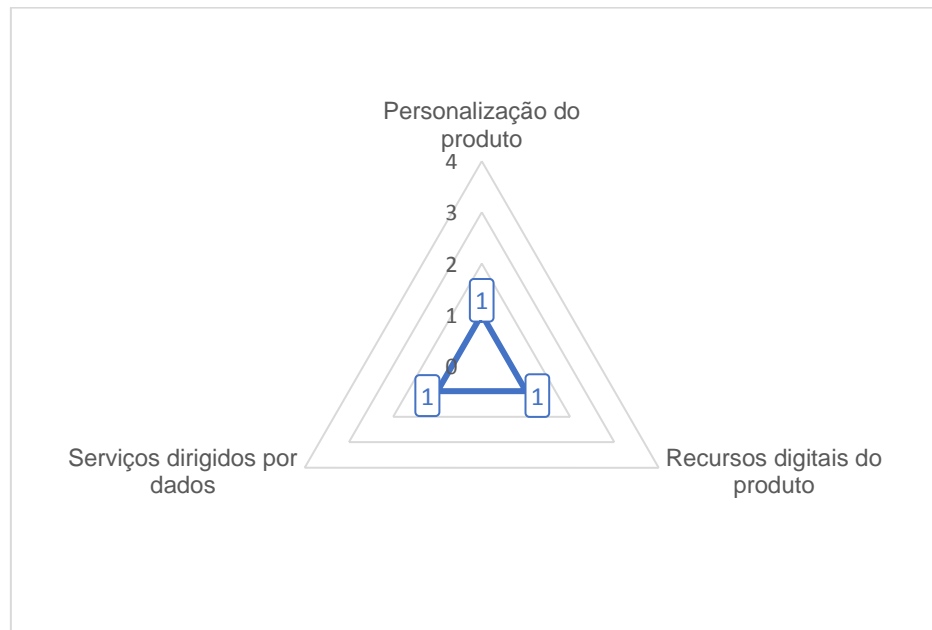 Personalização do
produto
4
3
2
1
1
0
1
1
Serviços dirigidos por
dados
Recursos digitais do
produto